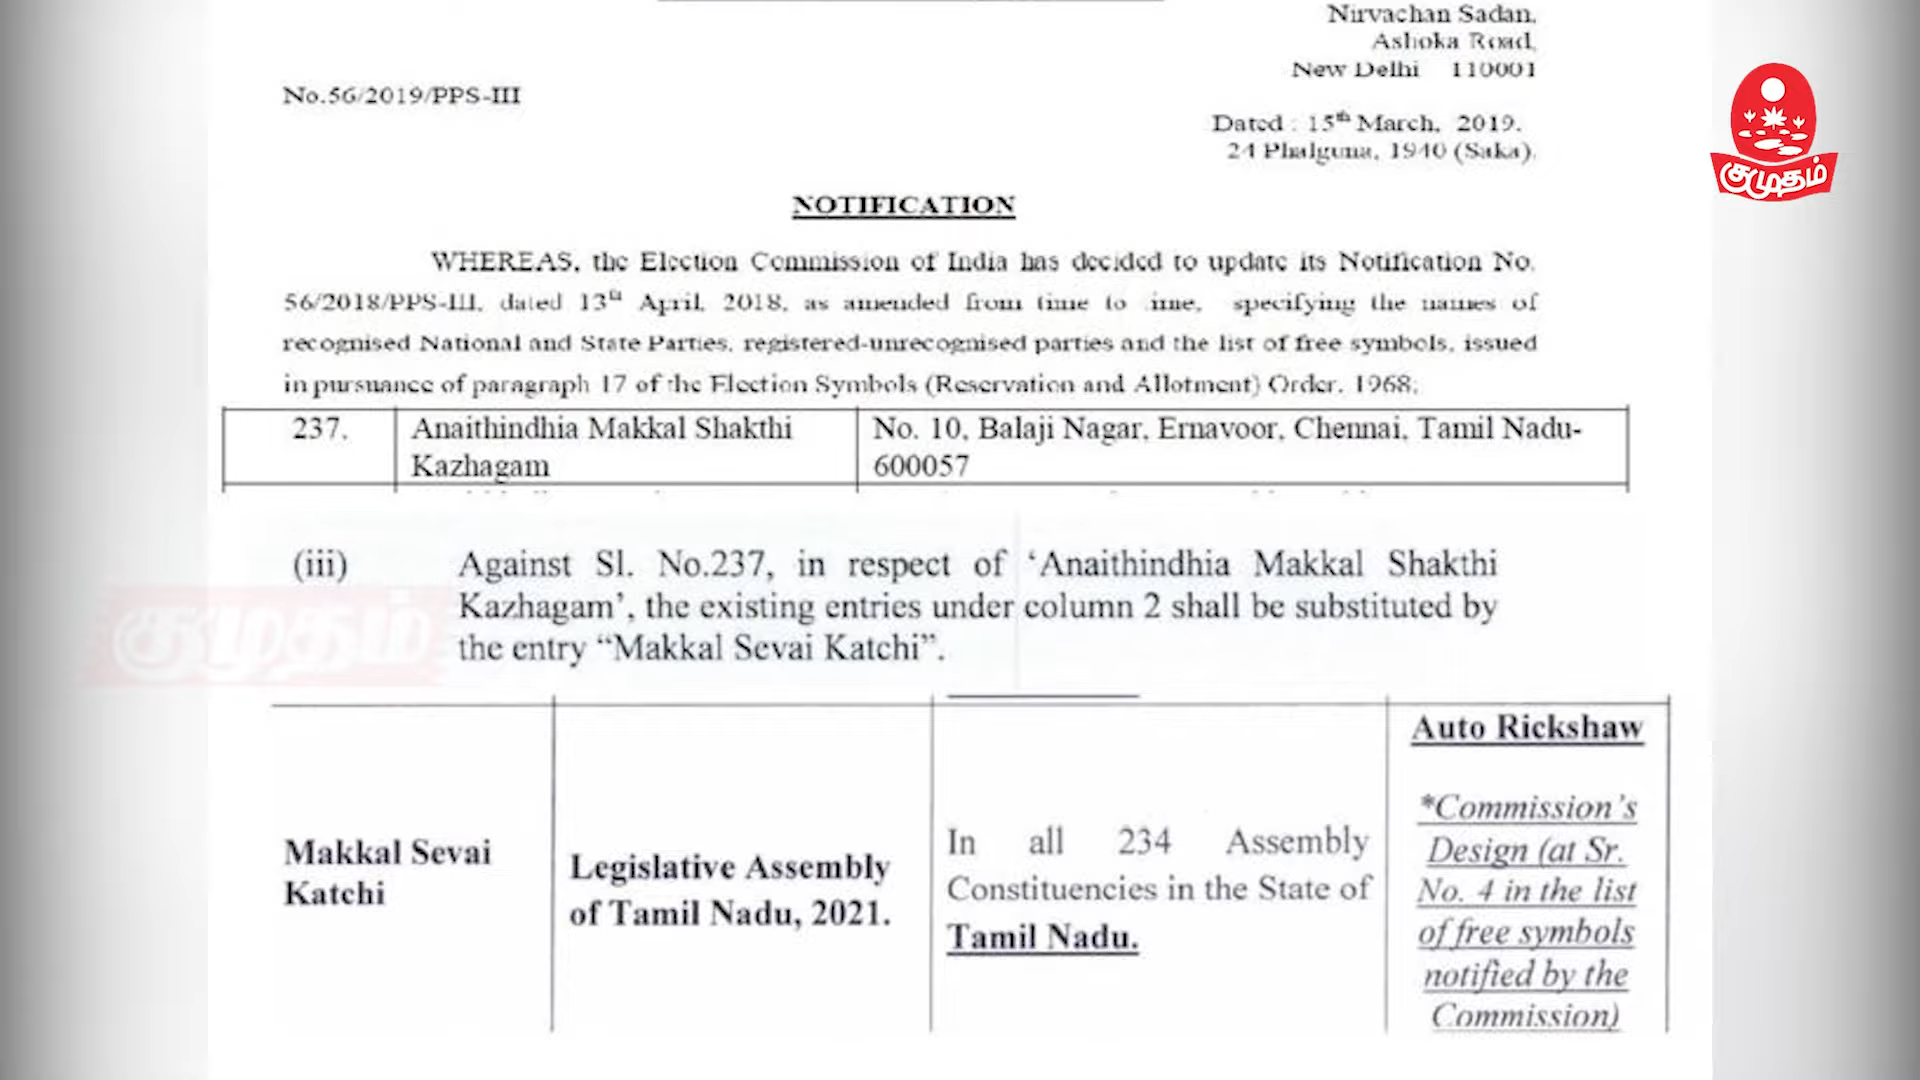 Nirvachan Sadan,
Ashoka Road,
New Delhi 110001
No.56/2019/PPS-III
Dated : 15th March, 2019.
24 Phalguna, 1940 (Saka).
குமுதம்
NOTIFICATION
WHEREAS, the Election Commission of India has decided to update its Notification No.
56/2018/PPS-III, dated 13th April, 2018, as amended from time to ime, specifying the names of
recognised National and State Parties, registered-unrecognised parties and the list of free symbols, issued
in pursuance of paragraph 17 of the Election Symbols (Reservation and Allotment) Order, 1968;
237. Anaithindhia Makkal Shakthi No. 10, Balaji Nagar, Ernavoor, Chennai, Tamil Nadu-
Kazhagam 600057
(iii) Against Sl. No.237, in respect of ‘Anaithindhia Makkal Shakthi
Kazhagam’, the existing entries under column 2 shall be substituted by
the entry “Makkal Sevai Katchi”.
குமுதம்
Makkal Sevai
Katchi
Legislative Assembly
of Tamil Nadu, 2021.
In all 234 Assembly
Constituencies in the State of
Tamil Nadu.
Auto Rickshaw
*Commission’s
Design (at Sr.
No. 4 in the list
of free symbols
notified by the
Commission)